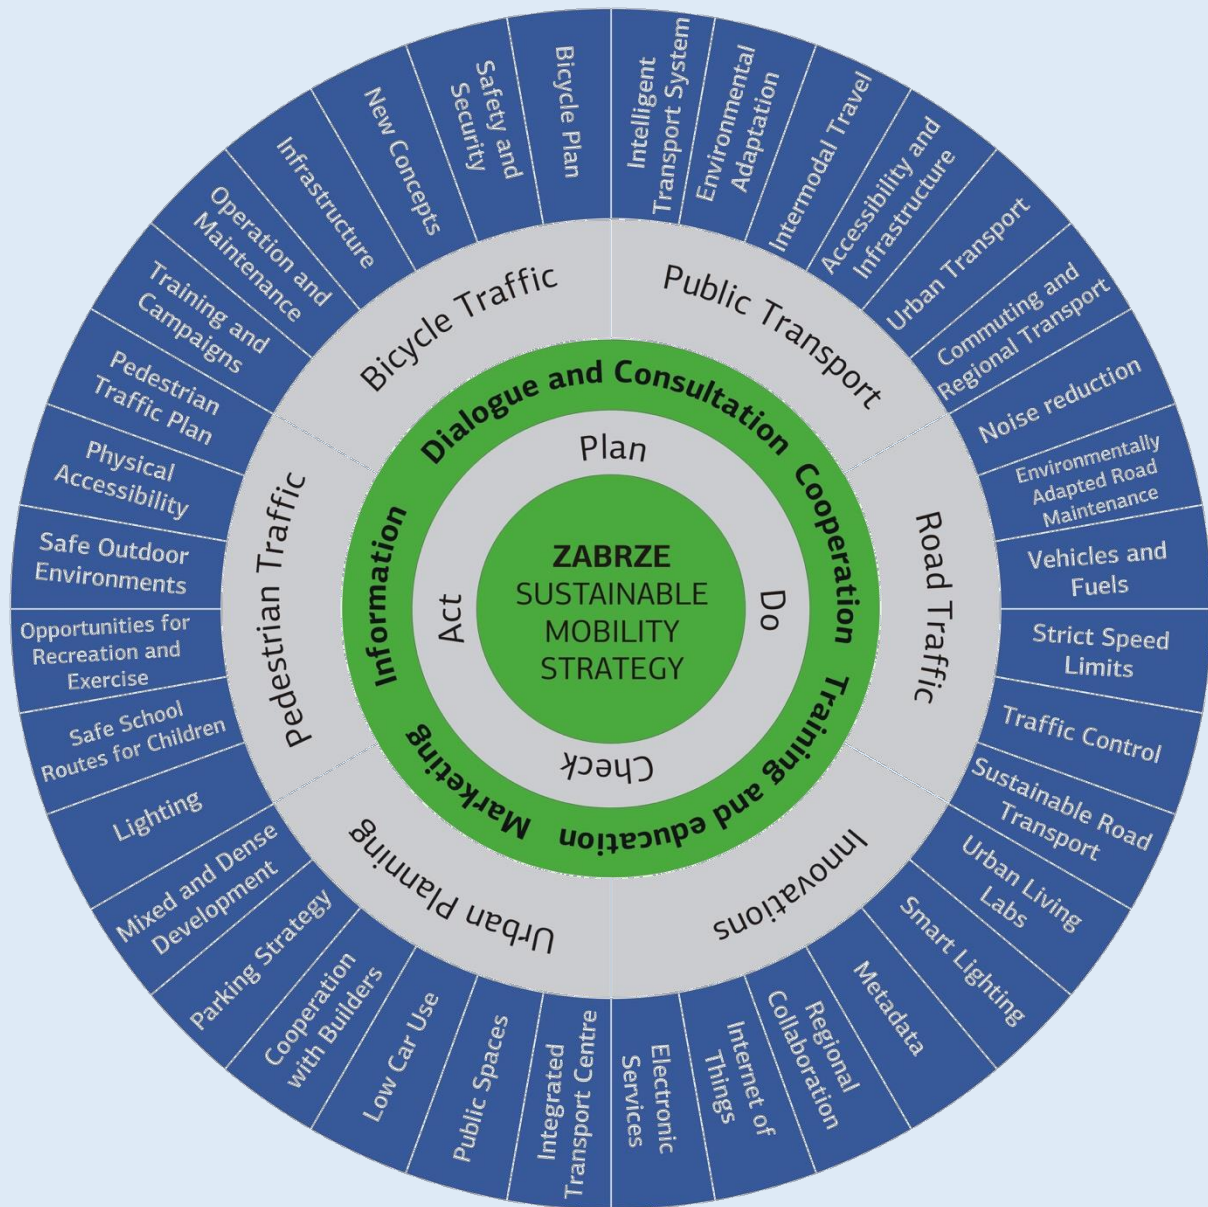 ZABRZE
SUSTAINABLE
MOBILITY
STRATEGY
Plan
Do
Check
Act
Dialogue and Consultation
Cooperation
Training and education
Marketing
Information
Public Transport
Road Traffic
Innovations
Urban Planning
Pedestrian Traffic
Bicycle Traffic
Intelligent
Transport System
Environmental
Adaptation
Intermodal Travel
Accessibility and
Infrastructure
Urban Transport
Commuting and
Regional Transport
Noise reduction
Environmentally
Adapted Road
Maintenance
Vehicles and
Fuels
Strict Speed
Limits
Traffic Control
Sustainable Road
Transport
Urban Living
Labs
Smart Lighting
Metadata
Regional
Collaboration
Internet of
Things
Electronic
Services
Integrated
Transport Centre
Public Spaces
Low Car Use
Cooperation
with Builders
Parking Strategy
Mixed and Dense
Development
Lighting
Safe School
Routes for Children
Opportunities for
Recreation and
Exercise
Safe Outdoor
Environments
Physical
Accessibility
Pedestrian
Traffic Plan
Training and
Campaigns
Operation and
Maintenance
Infrastructure
New Concepts
Safety and
Security
Bicycle Plan